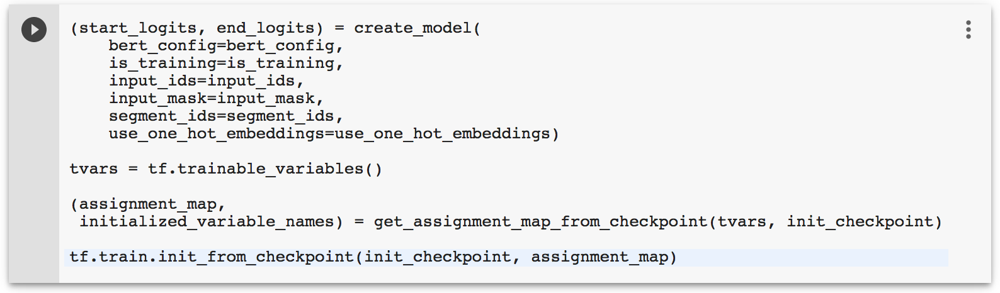 (start_logits, end_logits) = create_model(
    bert_config=bert_config,
    is_training=is_training,
    input_ids=input_ids,
    input_mask=input_mask,
    segment_ids=segment_ids,
    use_one_hot_embeddings=use_one_hot_embeddings)
tvars = tf.trainable_variables()
(assignment_map,
 initialized_variable_names) = get_assignment_map_from_checkpoint(tvars, init_checkpoint)
tf.train.init_from_checkpoint(init_checkpoint, assignment_map)